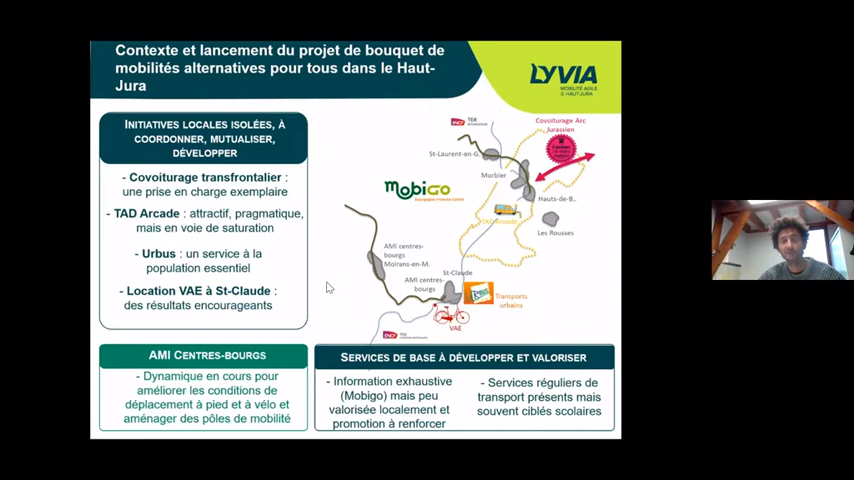 Contexte et lancement du projet de bouquet de
mobilités alternatives pour tous dans le Haut-
Jura
LYVIA
MOBILITÉ AGILE
HAUT-JURA
INITIATIVES LOCALES ISOLÉES, À
COORDONNER, MUTUALISER,
DÉVELOPPER
- Covoiturage transfrontalier :
une prise en charge exemplaire
- TAD Arcade : attractif, pragmatique,
mais en voie de saturation
- Urbus : un service à la
population essentiel
- Location VAE à St-Claude :
des résultats encourageants
TER
Covoiturage Arc
Jurassien
St-Laurent-en-G.
Morbier
MobiGO
Bourgogne-Franche-Comté
Hauts-de-B..
TAD Arcade
Les Rousses
AMI centres-
bourgs
Moirans-en-M.
St-Claude
AMI centres-
bourgs
Transports
urbains
VAE
TER
AMI CENTRES-BOURGS
- Dynamique en cours pour
améliorer les conditions de
déplacement à pied et à vélo et
aménager des pôles de mobilité
SERVICES DE BASE À DÉVELOPPER ET VALORISER
- Information exhaustive
(Mobigo) mais peu
valorisée localement et
promotion à renforcer
- Services réguliers de
transport présents mais
souvent ciblés scolaires